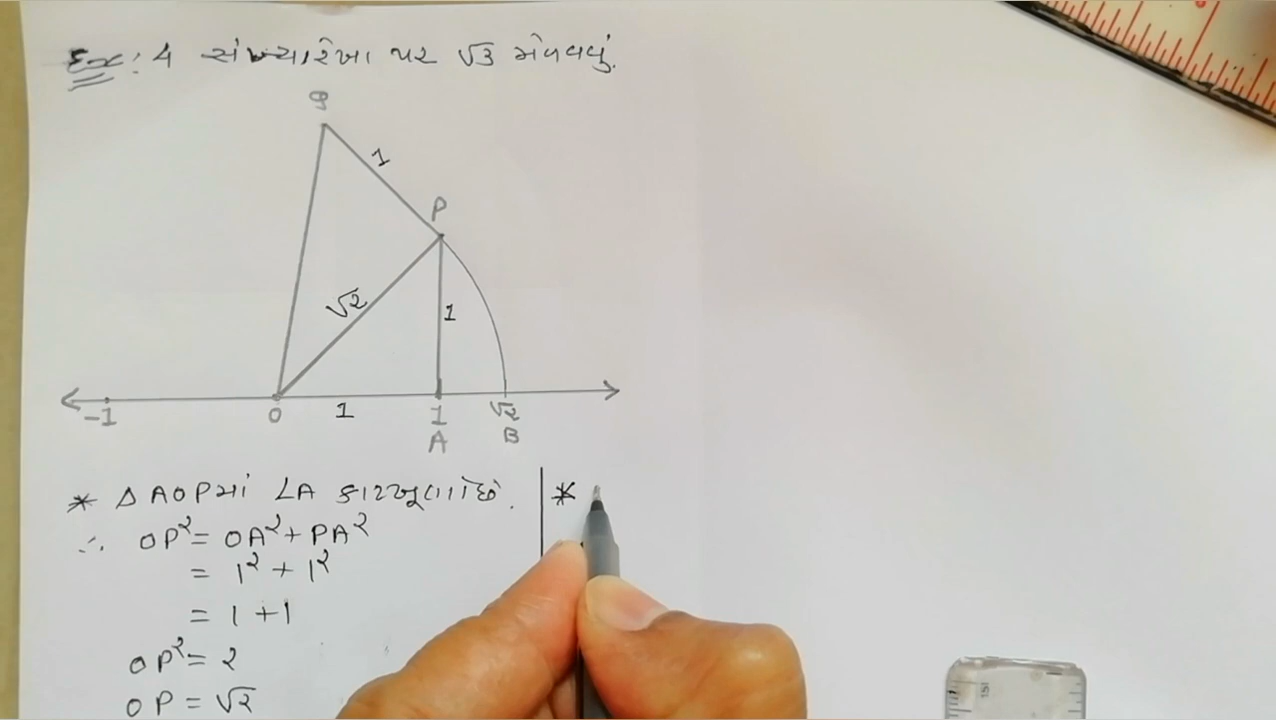 Ex: 4 સંખ્યારેખા પર √3 મેળવવું.
Q
1
P
√2
1
-1 0 1 1 √2
A B
* Δ AOPમાં ∠A કાટખૂણો છે.
∴ OP² = OA² + PA²
= 1² + 1²
= 1 + 1
OP² = 2
OP = √2
*